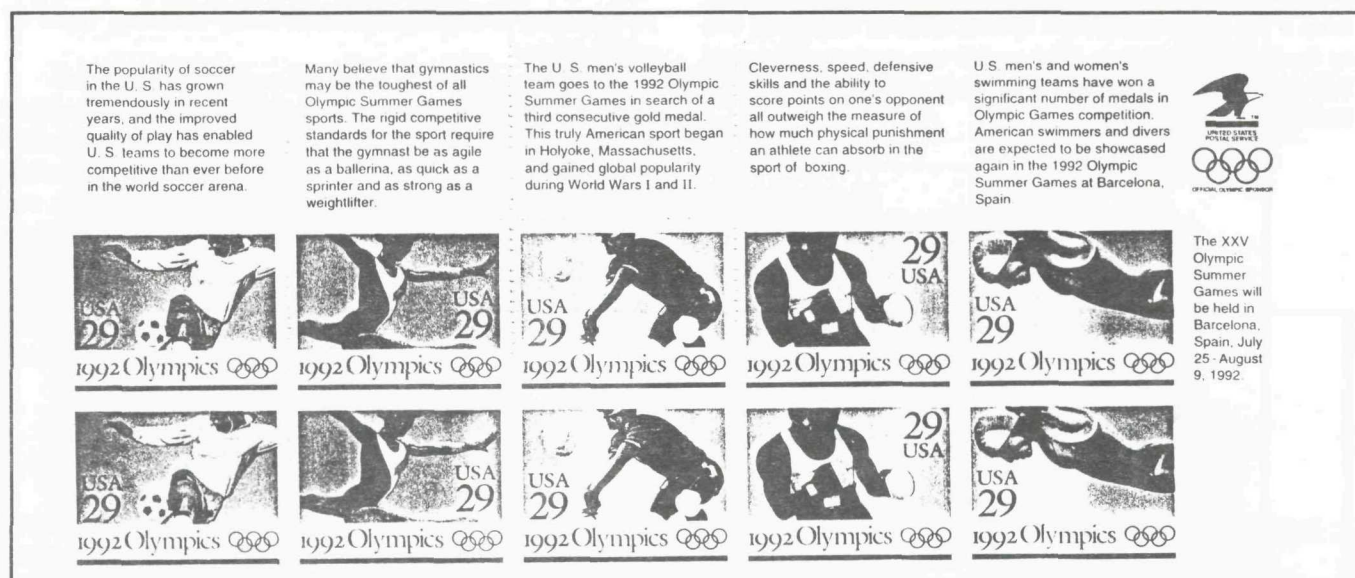 The popularity of soccer
in the U. S. has grown
tremendously in recent
years, and the improved
quality of play has enabled
U. S. teams to become more
competitive than ever before
in the world soccer arena.
Many believe that gymnastics
may be the toughest of all
Olympic Summer Games
sports. The rigid competitive
standards for the sport require
that the gymnast be as agile
as a ballerina, as quick as a
sprinter and as strong as a
weightlifter.
The U. S. men's volleyball
team goes to the 1992 Olympic
Summer Games in search of a
third consecutive gold medal.
This truly American sport began
in Holyoke, Massachusetts,
and gained global popularity
during World Wars I and II.
Cleverness, speed, defensive
skills and the ability to
score points on one's opponent
all outweigh the measure of
how much physical punishment
an athlete can absorb in the
sport of boxing.
U.S. men's and women's
swimming teams have won a
significant number of medals in
Olympic Games competition.
American swimmers and divers
are expected to be showcased
again in the 1992 Olympic
Summer Games at Barcelona,
Spain
TM
UNITED STATES
POSTAL SERVICE
OFFICIAL OLYMPIC SPONSOR
USA
29
1992 Olympics
USA
29
1992 Olympics
USA
29
1992 Olympics
29
USA
1992 Olympics
USA
29
1992 Olympics
The XXV
Olympic
Summer
Games will
be held in
Barcelona,
Spain, July
25 - August
9, 1992.
USA
29
1992 Olympics
USA
29
1992 Olympics
USA
29
1992 Olympics
29
USA
1992 Olympics
USA
29
1992 Olympics